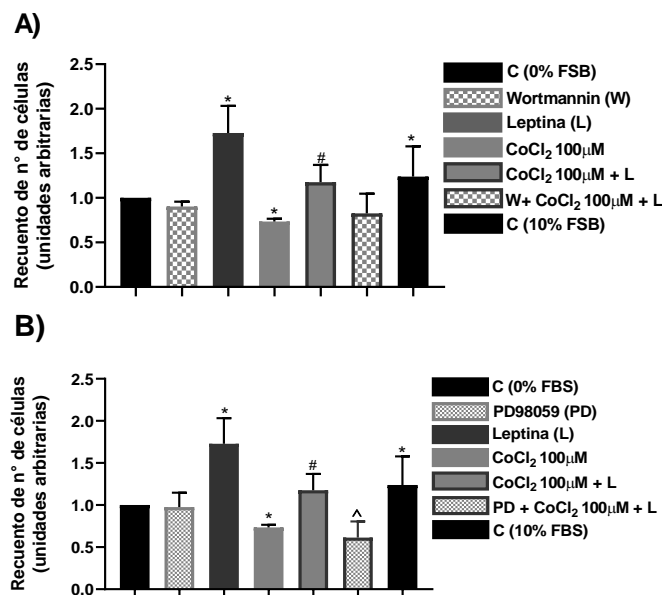 A)
Recuento de n° de células
(unidades arbitrarias)
2.5
2.0
1.5
1.0
0.5
0.0
*
*
#
*
C (0% FSB)
Wortmannin (W)
Leptina (L)
CoCl₂ 100µM
CoCl₂ 100µM + L
W+ CoCl₂ 100µM + L
C (10% FSB)
B)
Recuento de n° de células
(unidades arbitrarias)
2.5
2.0
1.5
1.0
0.5
0.0
*
*
#
^
*
C (0% FBS)
PD98059 (PD)
Leptina (L)
CoCl₂ 100µM
CoCl₂ 100µM + L
PD + CoCl₂ 100µM + L
C (10% FBS)